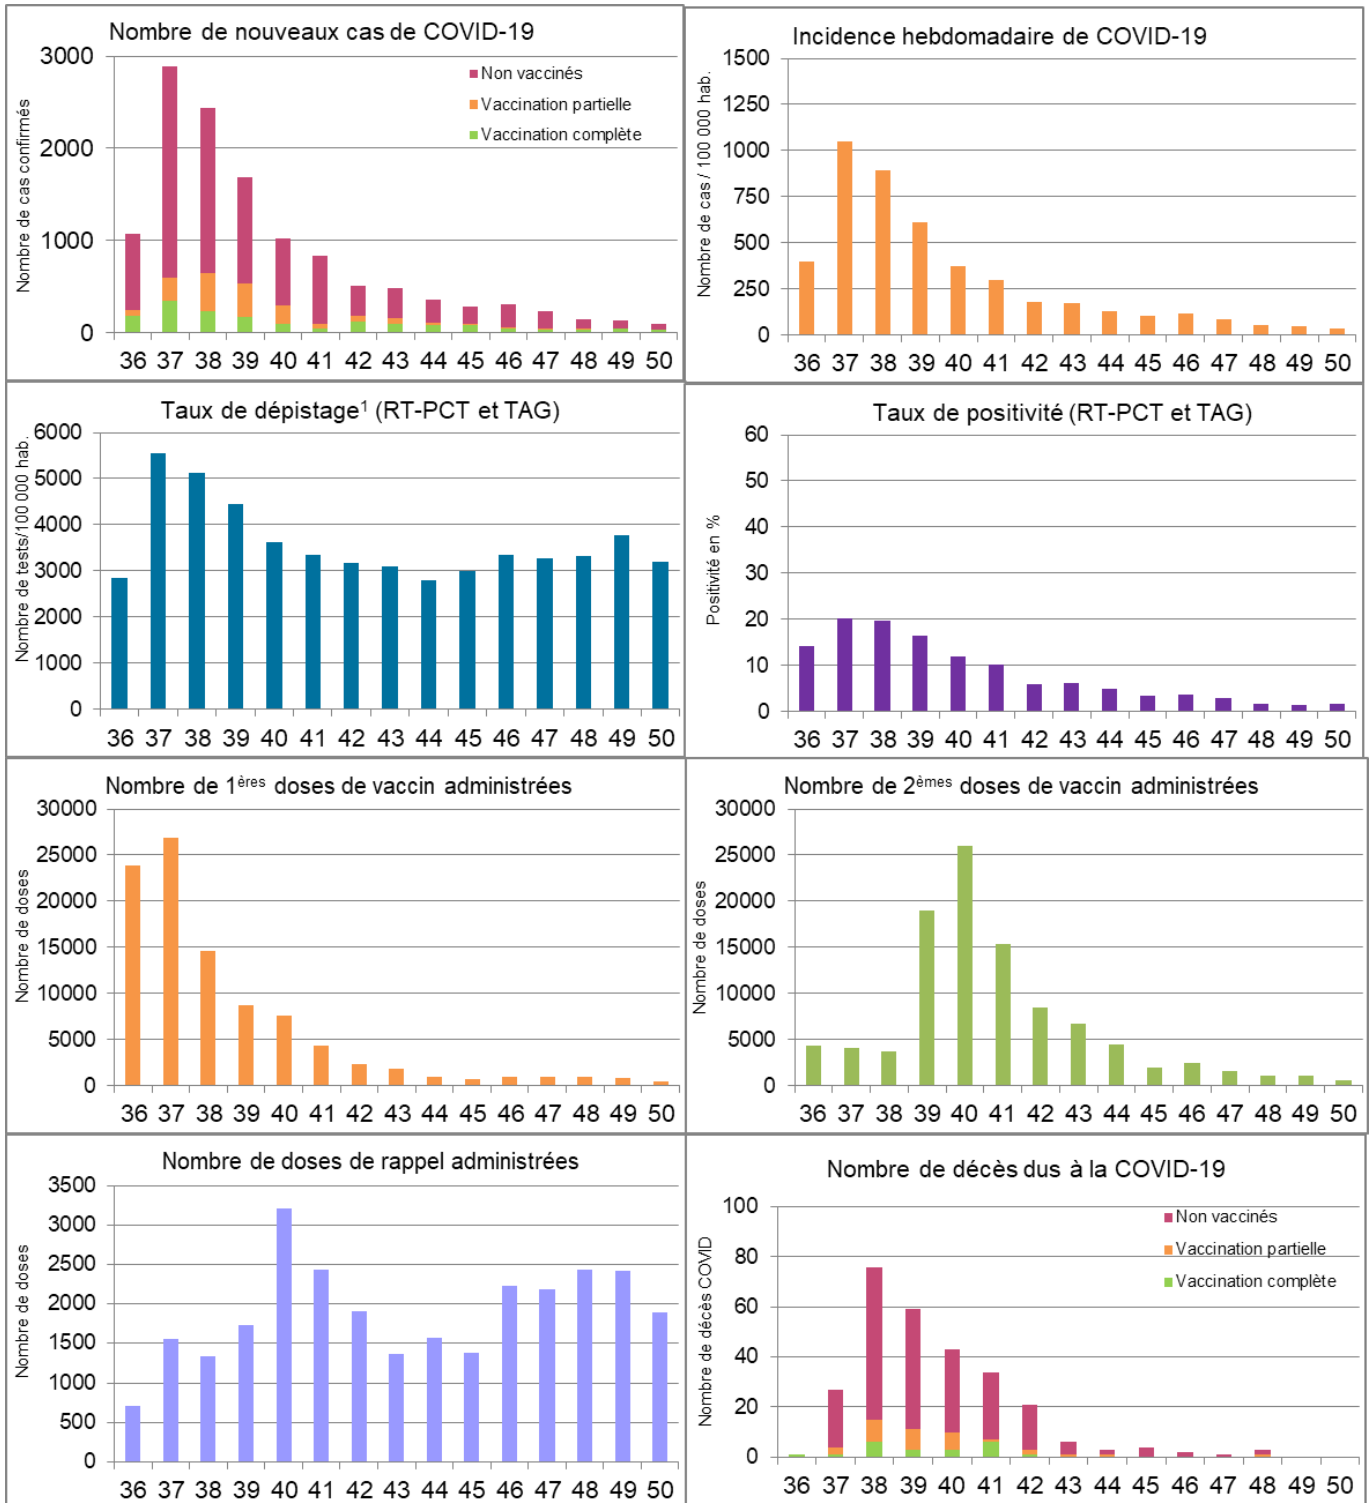 Nombre de nouveaux cas de COVID-19
Nombre de cas confirmés
3000
2000
1000
0
Non vaccinés
Vaccination partielle
Vaccination complète
36 37 38 39 40 41 42 43 44 45 46 47 48 49 50
Incidence hebdomadaire de COVID-19
Nombre de cas / 100 000 hab.
1500
1250
1000
750
500
250
0
36 37 38 39 40 41 42 43 44 45 46 47 48 49 50
Taux de dépistage¹ (RT-PCT et TAG)
Nombre de tests/100 000 hab.
6000
5000
4000
3000
2000
1000
0
36 37 38 39 40 41 42 43 44 45 46 47 48 49 50
Taux de positivité (RT-PCT et TAG)
Positivité en %
60
50
40
30
20
10
0
36 37 38 39 40 41 42 43 44 45 46 47 48 49 50
Nombre de 1ères doses de vaccin administrées
Nombre de doses
30000
25000
20000
15000
10000
5000
0
36 37 38 39 40 41 42 43 44 45 46 47 48 49 50
Nombre de 2èmes doses de vaccin administrées
Nombre de doses
30000
25000
20000
15000
10000
5000
0
36 37 38 39 40 41 42 43 44 45 46 47 48 49 50
Nombre de doses de rappel administrées
Nombre de doses
3500
3000
2500
2000
1500
1000
500
0
36 37 38 39 40 41 42 43 44 45 46 47 48 49 50
Nombre de décès dus à la COVID-19
Nombre de décès COVID
100
80
60
40
20
0
Non vaccinés
Vaccination partielle
Vaccination complète
36 37 38 39 40 41 42 43 44 45 46 47 48 49 50